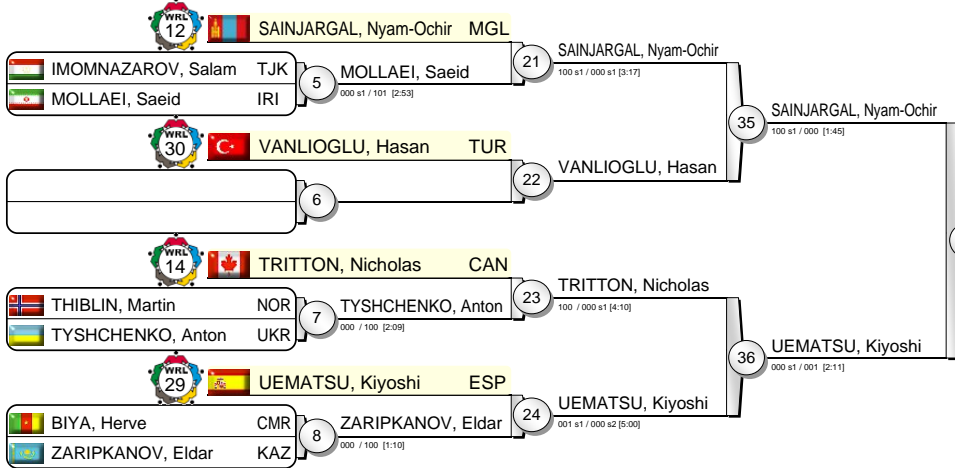 WRL
12
SAINJARGAL, Nyam-Ochir MGL
IMOMNAZAROV, Salam TJK
MOLLAEI, Saeid IRI
5
MOLLAEI, Saeid
000 s1 / 101 [2:53]
21
SAINJARGAL, Nyam-Ochir
100 s1 / 000 s1 [3:17]
WRL
30
VANLIOGLU, Hasan TUR
6
22
VANLIOGLU, Hasan
35
SAINJARGAL, Nyam-Ochir
100 s1 / 000 [1:45]
WRL
14
TRITTON, Nicholas CAN
THIBLIN, Martin NOR
TYSHCHENKO, Anton UKR
7
TYSHCHENKO, Anton
000 / 100 [2:09]
23
TRITTON, Nicholas
100 / 000 s1 [4:10]
WRL
29
UEMATSU, Kiyoshi ESP
BIYA, Herve CMR
ZARIPKANOV, Eldar KAZ
8
ZARIPKANOV, Eldar
000 / 100 [1:10]
24
UEMATSU, Kiyoshi
001 s1 / 000 s2 [5:00]
36
UEMATSU, Kiyoshi
000 s1 / 001 [2:11]